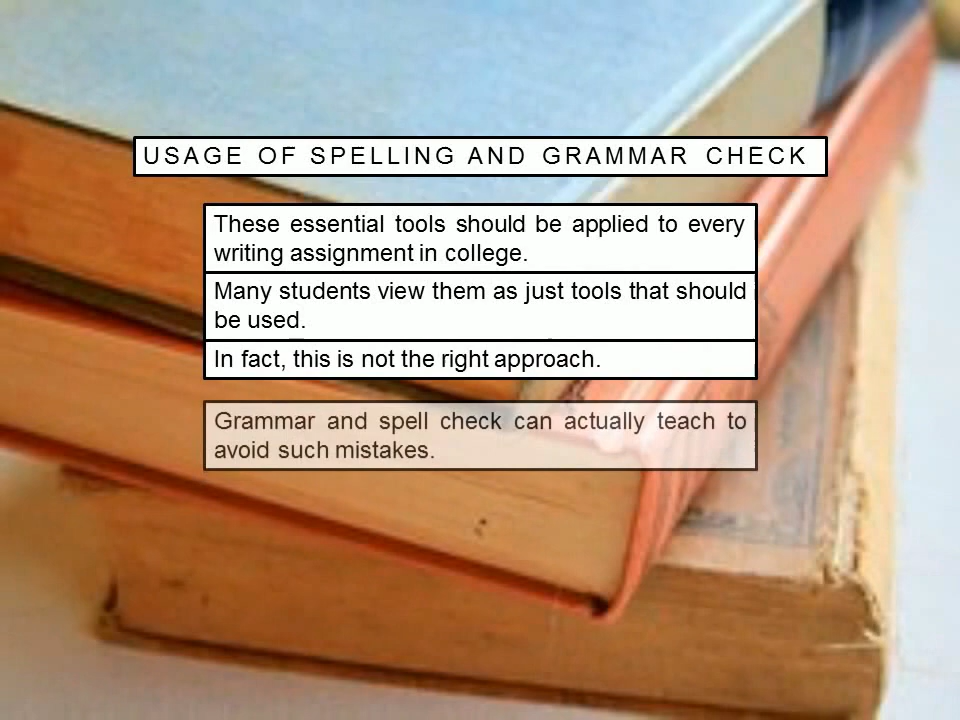 USAGE OF SPELLING AND GRAMMAR CHECK
These essential tools should be applied to every
writing assignment in college.
Many students view them as just tools that should
be used.
In fact, this is not the right approach.
Grammar and spell check can actually teach to
avoid such mistakes.